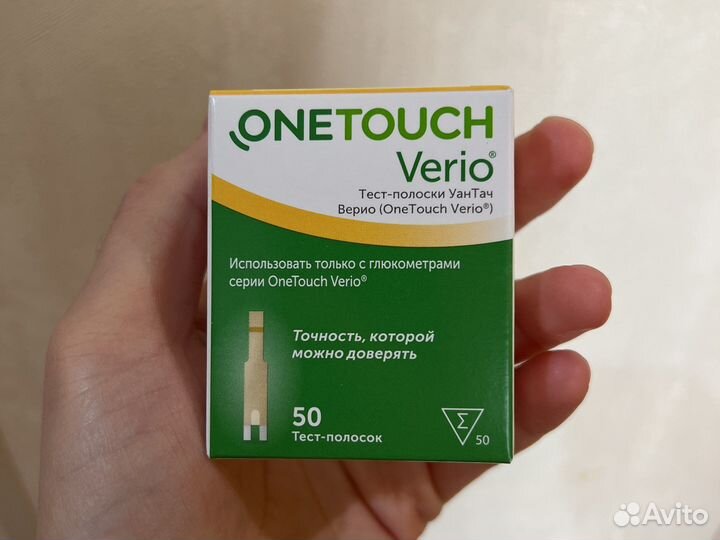 ONETOUCH
Verio®
Тест-полоски УанТач
Верио (OneTouch Verio®)
Использовать только с глюкометрами
серии OneTouch Verio®
Точность, которой
можно доверять
50
Тест-полосок
Σ
50
Avito